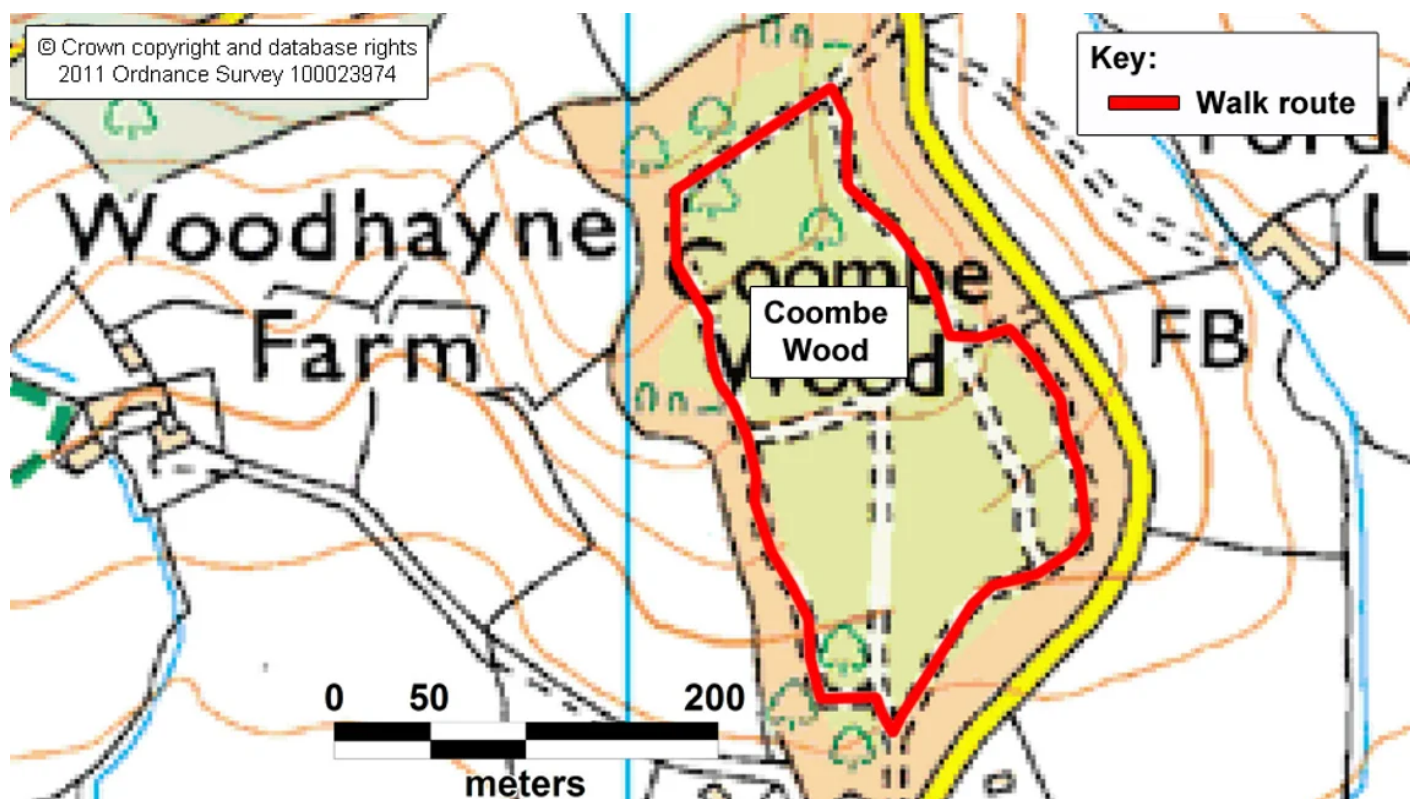 © Crown copyright and database rights
2011 Ordnance Survey 100023974
Key:
Walk route
Woodhayne
Farm
Coombe
Wood
Coombe
Wood
FB
0 50 200
meters